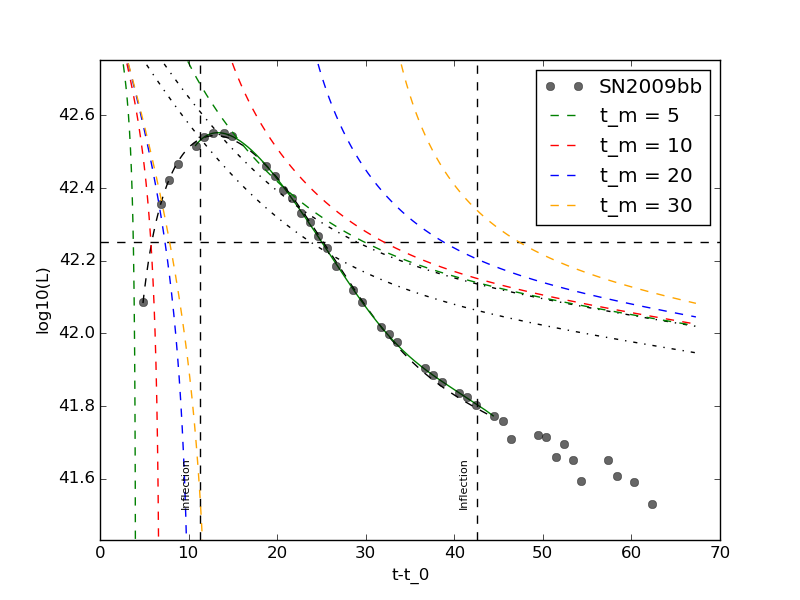 SN2009bb
t_m = 5
t_m = 10
t_m = 20
t_m = 30
42.6
42.4
42.2
42.0
41.8
41.6
log10(L)
Inflection
Inflection
0
10
20
30
40
50
60
70
t-t_0